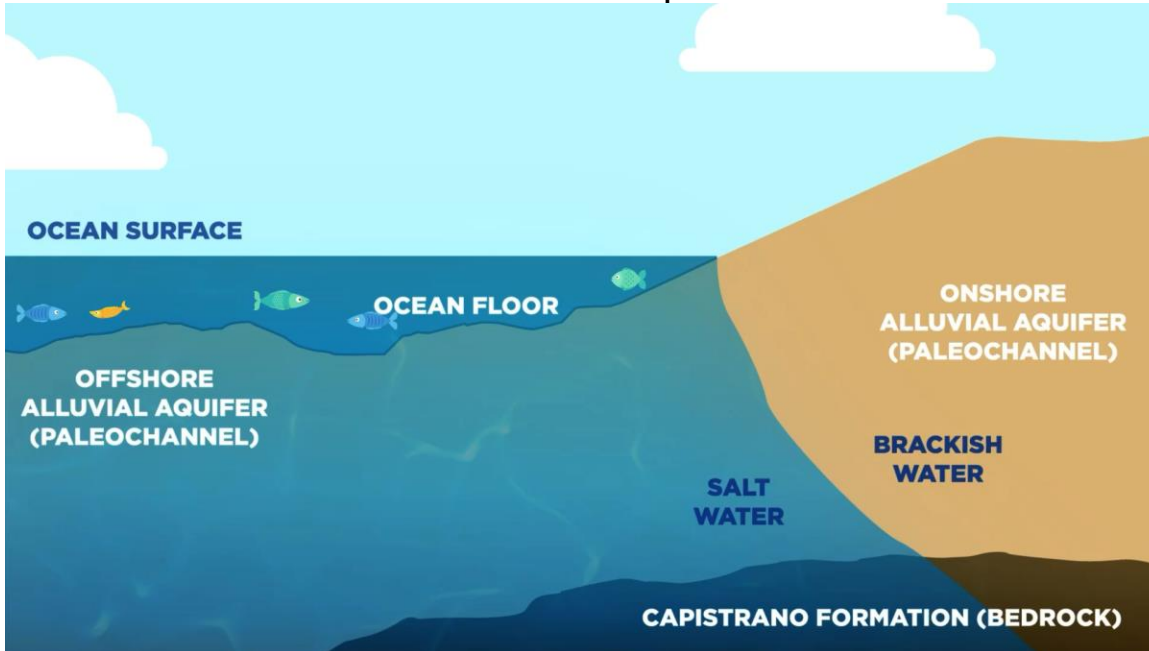 OCEAN SURFACE
OCEAN FLOOR
ONSHORE
ALLUVIAL AQUIFER
(PALEOCHANNEL)
OFFSHORE
ALLUVIAL AQUIFER
(PALEOCHANNEL)
BRACKISH
WATER
SALT
WATER
CAPISTRANO FORMATION (BEDROCK)